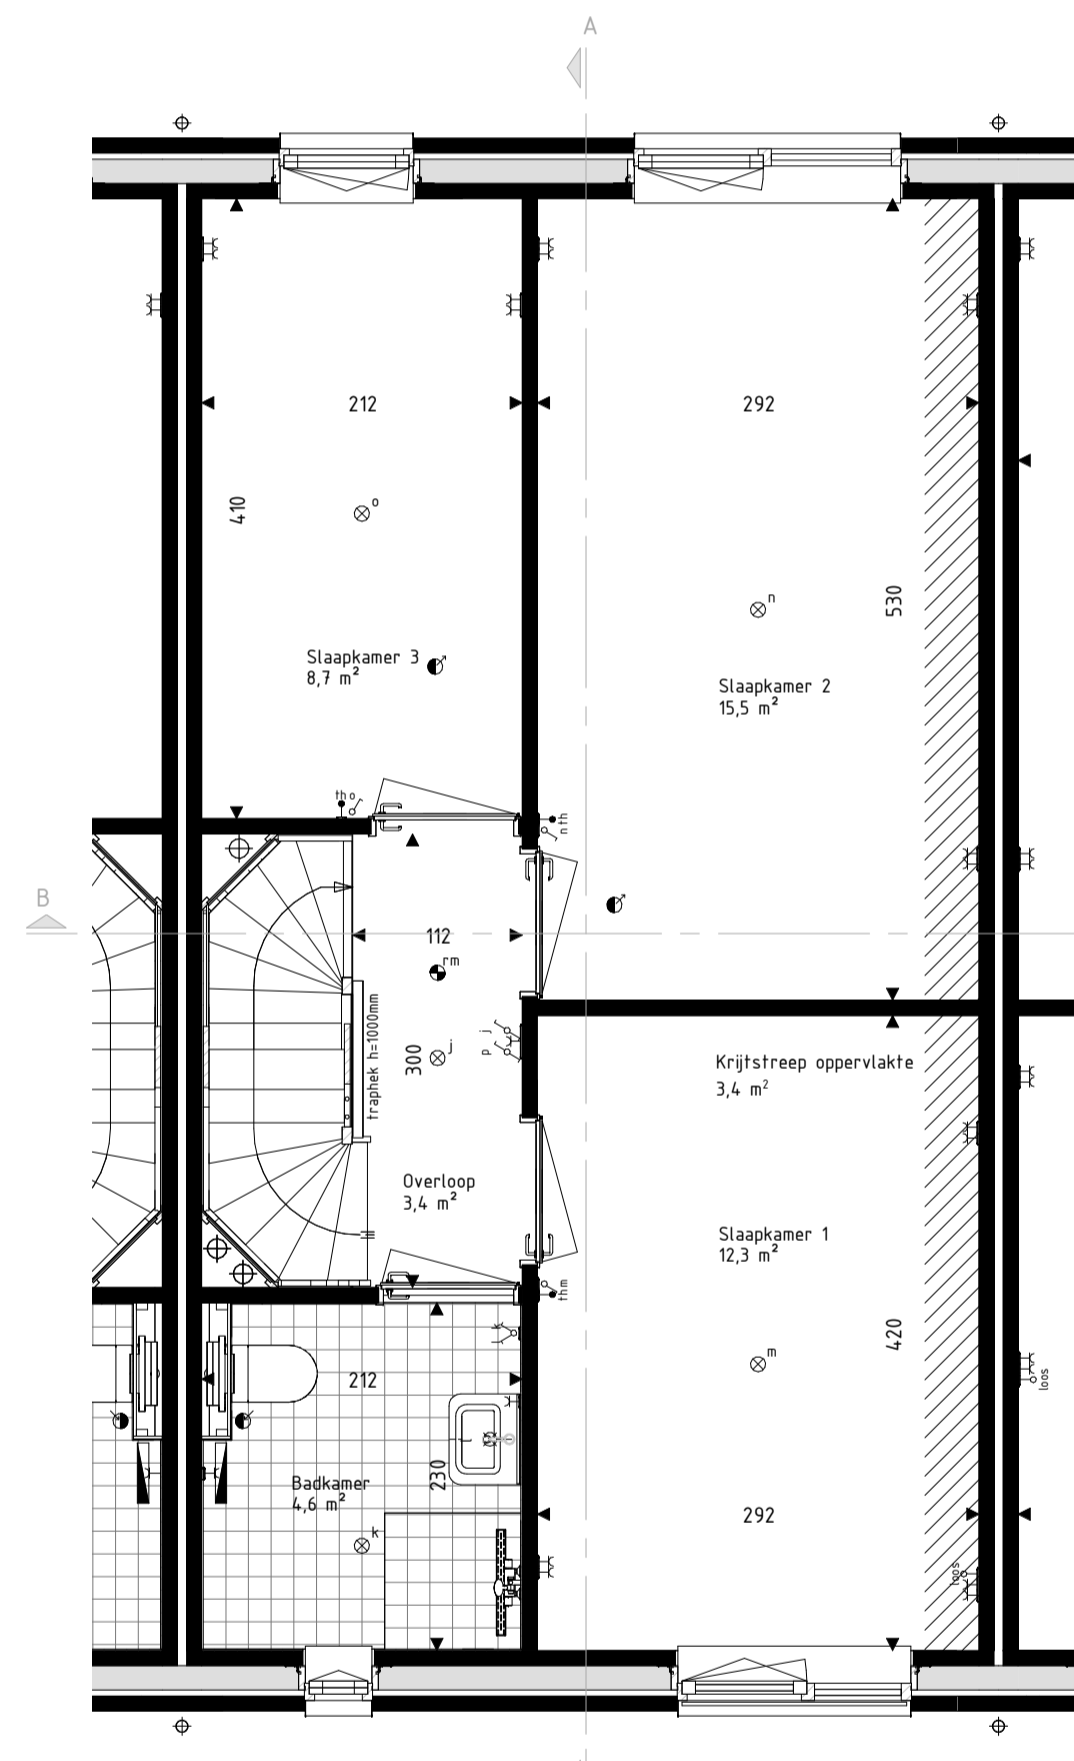 A
212
292
410
o
n
530
Slaapkamer 3
8,7 m²
Slaapkamer 2
15,5 m²
th o
n th
B
112
rm
j
p
j
300
traphek h=1000mm
Krijtstreep oppervlakte
3,4 m²
Overloop
3,4 m²
Slaapkamer 1
12,3 m²
thm
k
420
m
212
loos
230
Badkamer
4,6 m²
292
k
loos